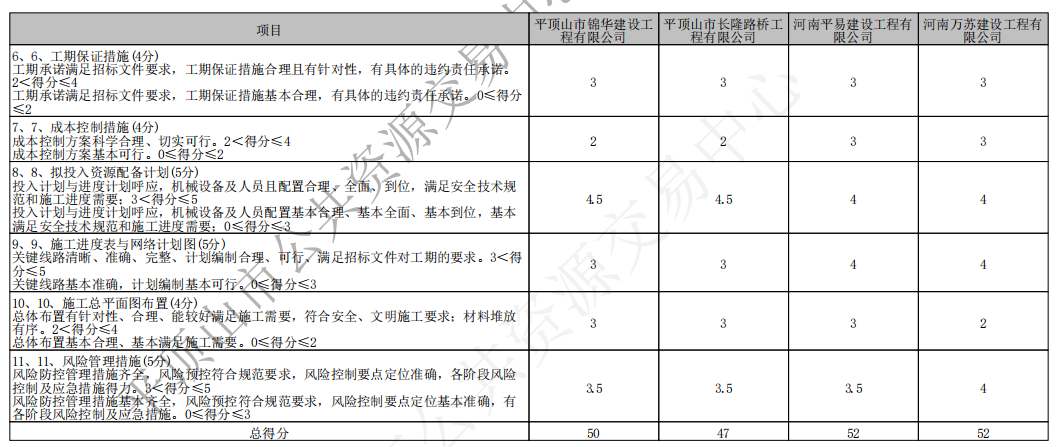 项目
平顶山市锦华建设工
程有限公司
平顶山市长隆路桥工
程有限公司
河南平易建设工程有
限公司
河南万苏建设工程有
限公司
6、6、工期保证措施(4分)
工期承诺满足招标文件要求，工期保证措施合理且有针对性，有具体的违约责任承诺。
2＜得分≤4
工期承诺满足招标文件要求，工期保证措施基本合理，有具体的违约责任承诺。0≤得分
≤2
3
3
3
3
7、7、成本控制措施(4分)
成本控制方案科学合理、切实可行。2＜得分≤4
成本控制方案基本可行。0≤得分≤2
2
2
3
3
8、8、拟投入资源配备计划(5分)
投入计划与进度计划呼应，机械设备及人员且配置合理、全面、到位，满足安全技术规
范和施工进度需要；3＜得分≤5
投入计划与进度计划呼应，机械设备及人员配置基本合理、基本全面、基本到位，基本
满足安全技术规范和施工进度需要；0≤得分≤3
4.5
4.5
4
4
9、9、施工进度表与网络计划图(5分)
关键线路清晰、准确、完整、计划编制合理、可行，满足招标文件对工期的要求。3＜得
分≤5
关键线路基本准确，计划编制基本可行。0≤得分≤3
3
3
4
4
10、10、施工总平面图布置(4分)
总体布置有针对性、合理、能较好满足施工需要，符合安全、文明施工要求；材料堆放
有序。2＜得分≤4
总体布置基本合理、基本满足施工需要。0≤得分≤2
3
3
3
2
11、11、风险管理措施(5分)
风险防控管理措施齐全，风险预控符合规范要求，风险控制要点定位准确，各阶段风险
控制及应急措施得力。3＜得分≤5
风险防控管理措施基本齐全，风险预控符合规范要求，风险控制要点定位基本准确，有
各阶段风险控制及应急措施。0≤得分≤3
3.5
3.5
3.5
4
总得分
50
47
52
52
平顶山市公共资源交易中心
公共资源交易中心